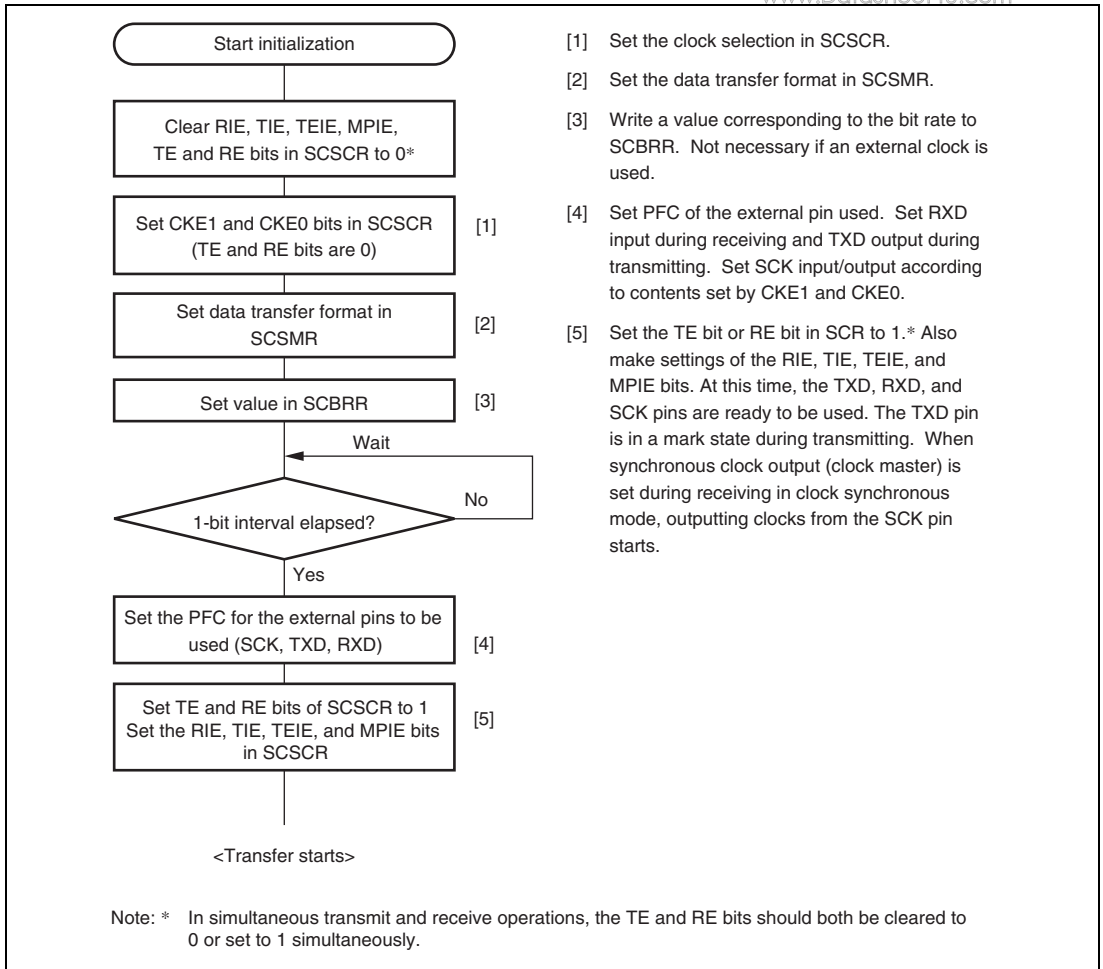 Start initialization
Clear RIE, TIE, TEIE, MPIE,
TE and RE bits in SCSCR to 0*
Set CKE1 and CKE0 bits in SCSCR
(TE and RE bits are 0)
[1]
Set data transfer format in
SCSMR
[2]
Set value in SCBRR
[3]
Wait
1-bit interval elapsed?
No
Yes
Set the PFC for the external pins to be
used (SCK, TXD, RXD)
[4]
Set TE and RE bits of SCSCR to 1
Set the RIE, TIE, TEIE, and MPIE bits
in SCSCR
[5]
<Transfer starts>
[1] Set the clock selection in SCSCR.
[2] Set the data transfer format in SCSMR.
[3] Write a value corresponding to the bit rate to
SCBRR. Not necessary if an external clock is
used.
[4] Set PFC of the external pin used. Set RXD
input during receiving and TXD output during
transmitting. Set SCK input/output according
to contents set by CKE1 and CKE0.
[5] Set the TE bit or RE bit in SCR to 1.* Also
make settings of the RIE, TIE, TEIE, and
MPIE bits. At this time, the TXD, RXD, and
SCK pins are ready to be used. The TXD pin
is in a mark state during transmitting. When
synchronous clock output (clock master) is
set during receiving in clock synchronous
mode, outputting clocks from the SCK pin
starts.
Note: * In simultaneous transmit and receive operations, the TE and RE bits should both be cleared to
0 or set to 1 simultaneously.